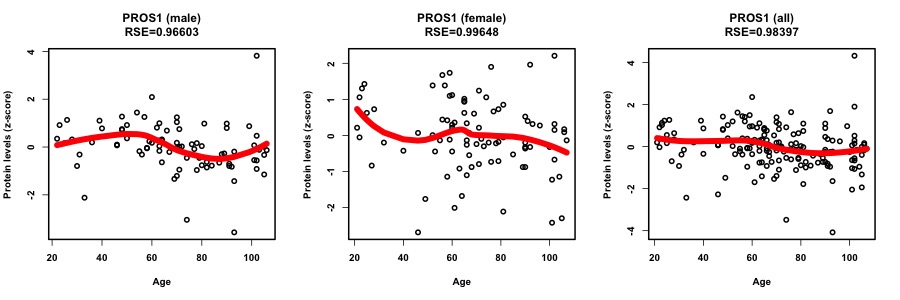 PROS1 (male)
RSE=0.96603
Protein levels (z-score)
4
2
0
-2
20
40
60
80
100
Age
PROS1 (female)
RSE=0.99648
Protein levels (z-score)
2
1
0
-1
-2
20
40
60
80
100
Age
PROS1 (all)
RSE=0.98397
Protein levels (z-score)
4
2
0
-2
-4
20
40
60
80
100
Age